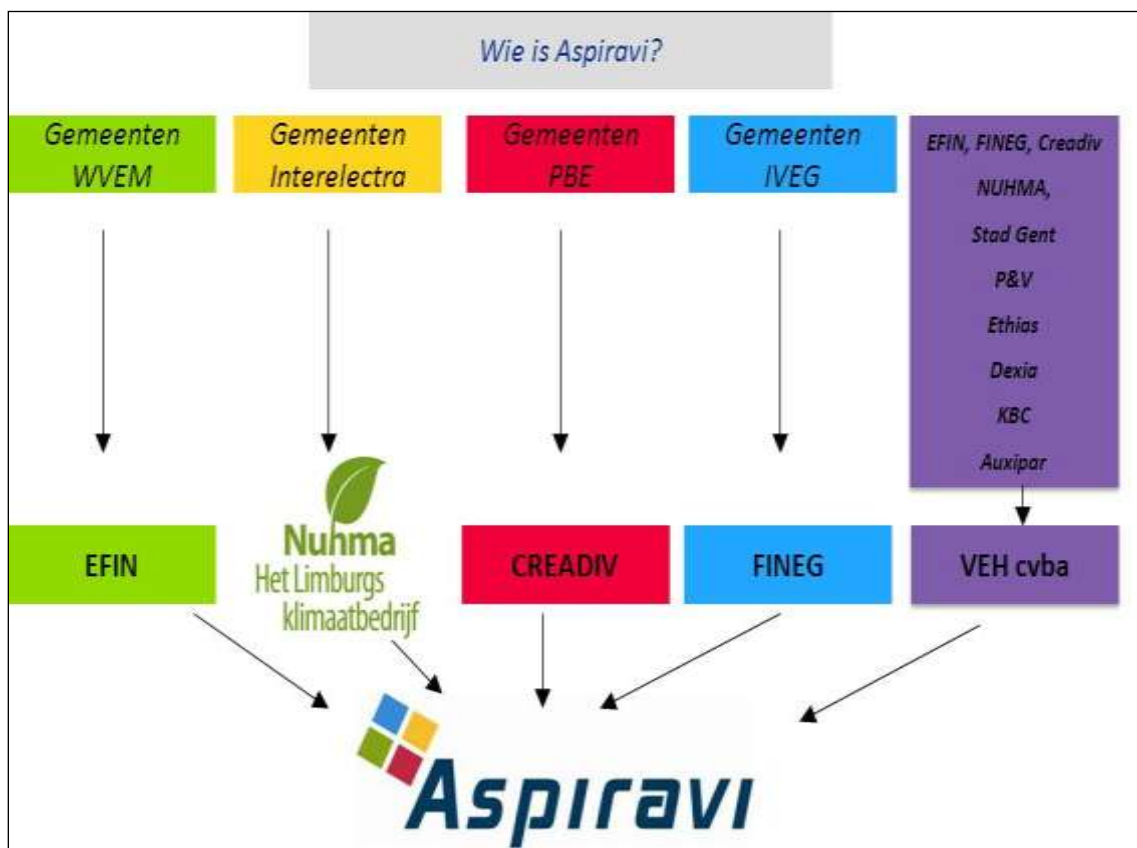 Wie is Aspiravi?
Gemeenten
WVEM
Gemeenten
Interelectra
Gemeenten
PBE
Gemeenten
IVEG
EFIN, FINEG, Creadiv
NUHMA,
Stad Gent
P&V
Ethias
Dexia
KBC
Auxipar
EFIN
Nuhma
Het Limburgs
klimaatbedrijf
CREADIV
FINEG
VEH cvba
Aspiravi